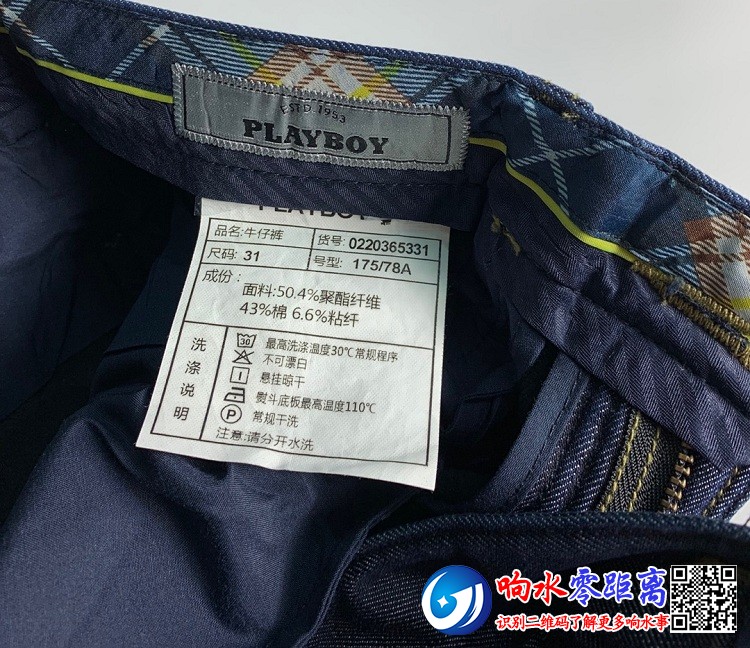 ESTD. 1953
PLAYBOY
PLAYBOY
品名:牛仔裤 货号:0220365331
尺码: 31 号型: 175/78A
成份:
面料:50.4%聚酯纤维
43%棉 6.6%粘纤
洗涤说明
30 最高洗涤温度30℃常规程序
不可漂白
悬挂晾干
熨斗底板最高温度110℃
P 常规干洗
注意:请分开水洗
响水零距离
识别二维码了解更多响水事